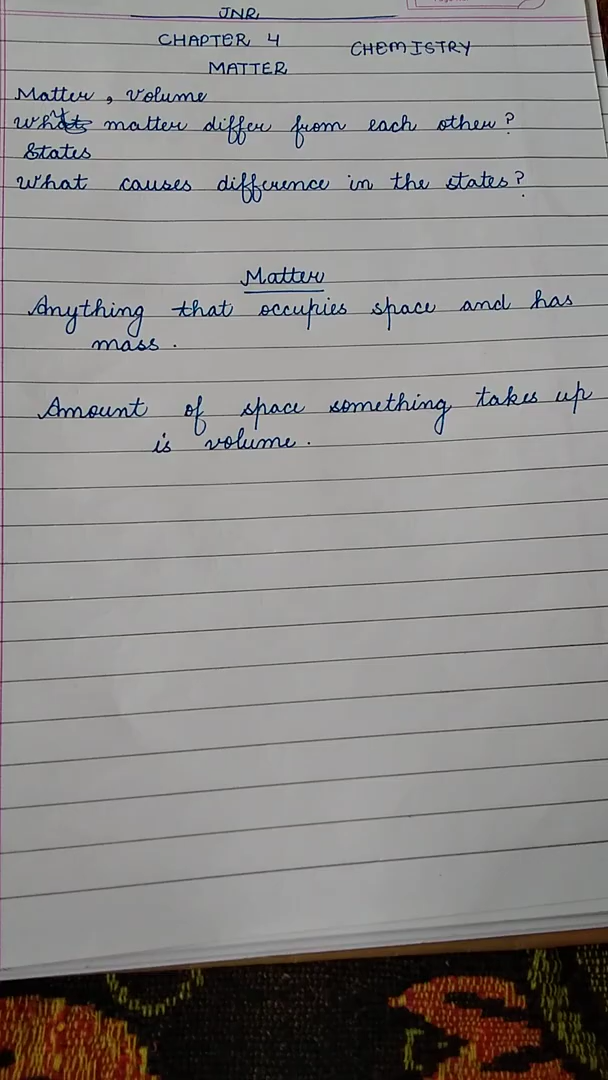 JNR
CHAPTER 4 CHEMISTRY
MATTER
Matter, volume
Why matter differ from each other?
States
What causes difference in the states?
Matter
Anything that occupies space and has
mass.
Amount of space something takes up
is volume.